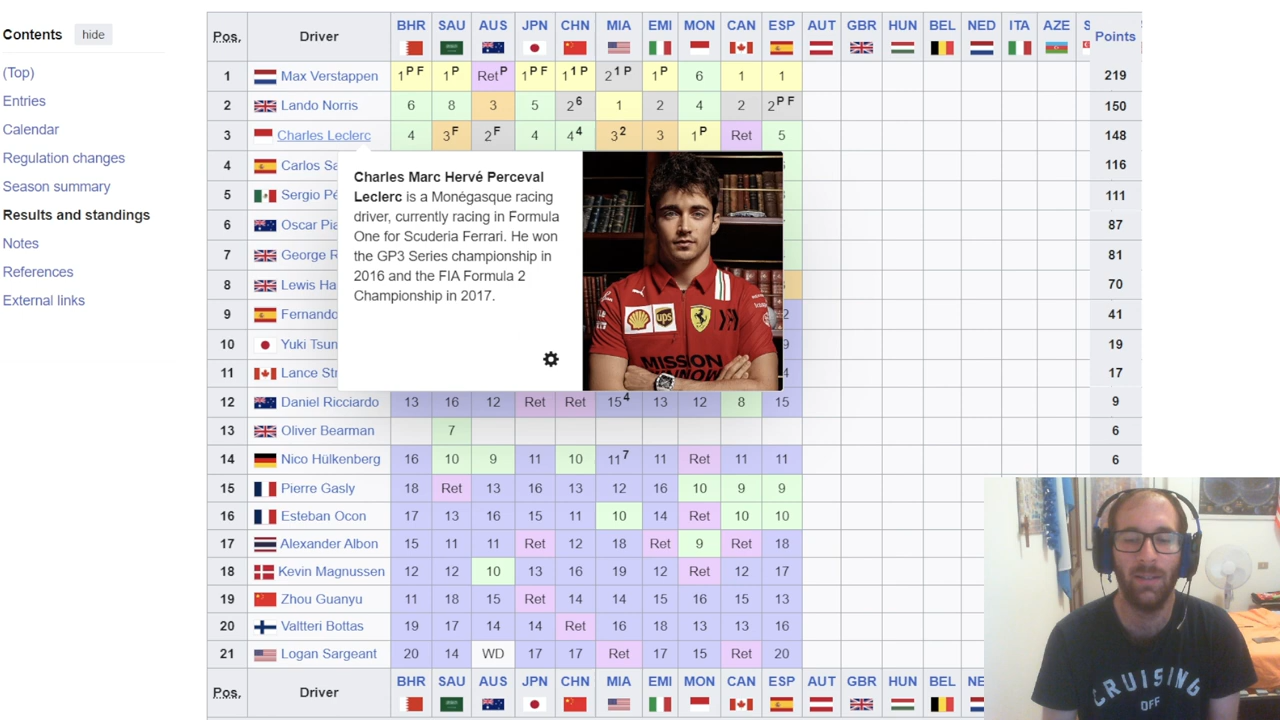 Contents hide
(Top)
Entries
Calendar
Regulation changes
Season summary
Results and standings
Notes
References
External links
Pos. Driver BHR SAU AUS JPN CHN MIA EMI MON CAN ESP AUT GBR HUN BEL NED ITA AZE S Points
1 Max Verstappen 1P F 1P RetP 1P F 11 P 21 P 1P 6 1 1 219
2 Lando Norris 6 8 3 5 26 1 2 4 2 2P F 150
3 Charles Leclerc 4 3F 2F 4 44 32 3 1P Ret 5 148
4 Carlos Sa 116
5 Sergio Pé 111
6 Oscar Pia 87
7 George R 81
8 Lewis Ha 70
9 Fernando 2 41
10 Yuki Tsun 9 19
11 Lance Str 4 17
Charles Marc Hervé Perceval
Leclerc is a Monégasque racing
driver, currently racing in Formula
One for Scuderia Ferrari. He won
the GP3 Series championship in
2016 and the FIA Formula 2
Championship in 2017.
ups
MISSION
12 Daniel Ricciardo 13 16 12 Ret Ret 154 13 12 8 15 9
13 Oliver Bearman 7 6
14 Nico Hülkenberg 16 10 9 11 10 117 11 Ret 11 11 6
15 Pierre Gasly 18 Ret 13 16 13 12 16 10 9 9
16 Esteban Ocon 17 13 16 15 11 10 14 Ret 10 10
17 Alexander Albon 15 11 11 Ret 12 18 Ret 9 Ret 18
18 Kevin Magnussen 12 12 10 13 16 19 12 Ret 12 17
19 Zhou Guanyu 11 18 15 Ret 14 14 15 16 15 13
20 Valtteri Bottas 19 17 14 14 Ret 16 18 13 13 16
21 Logan Sargeant 20 14 WD 17 17 Ret 17 15 Ret 20
Pos. Driver BHR SAU AUS JPN CHN MIA EMI MON CAN ESP AUT GBR HUN BEL NE
CRUISING
OFF